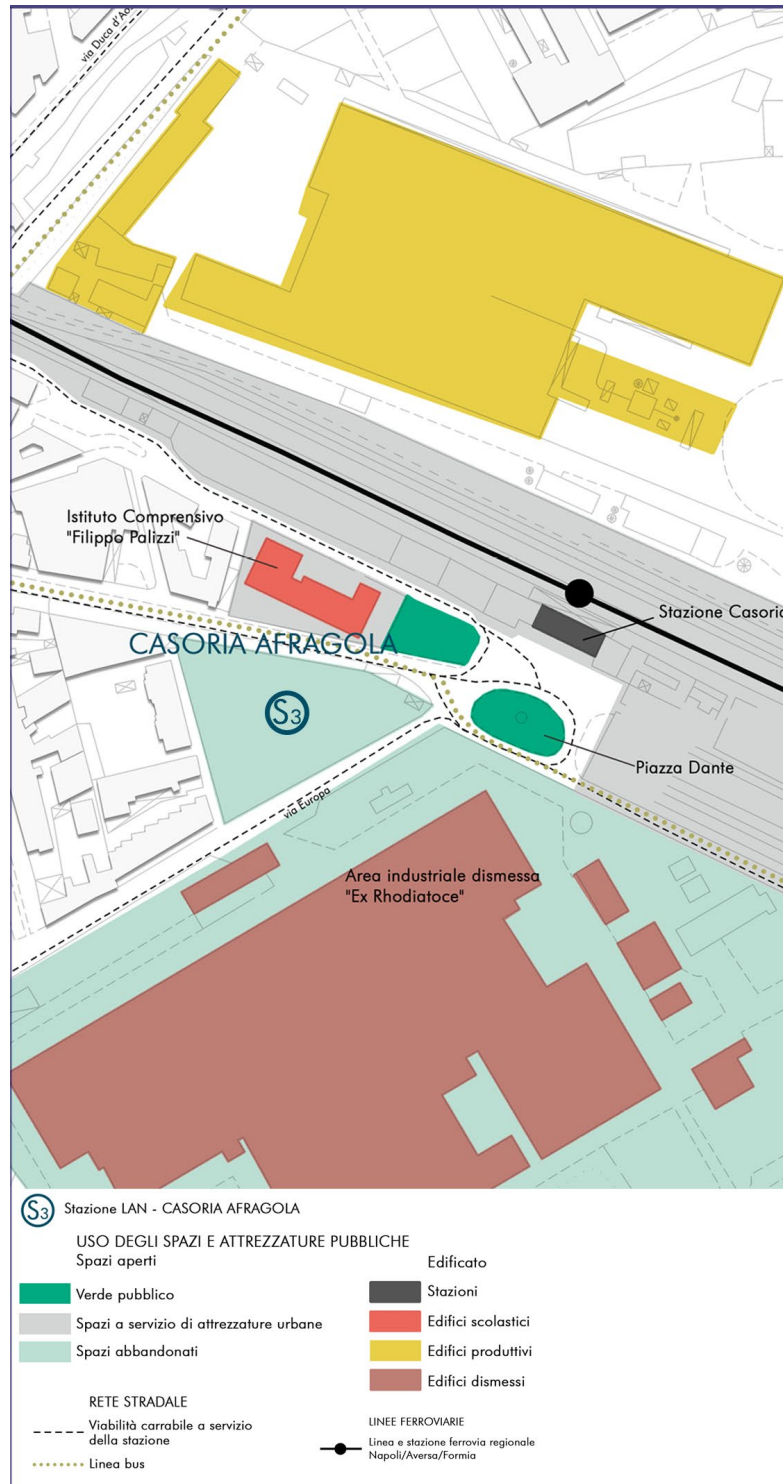 via Duca d'Ao
Istituto Comprensivo
"Filippo Palizzi"
Stazione Casoria
CASORIA AFRAGOLA
S3
Piazza Dante
via Europa
Area industriale dismessa
"Ex Rhodiatoce"
S3 Stazione LAN - CASORIA AFRAGOLA
USO DEGLI SPAZI E ATTREZZATURE PUBBLICHE
Spazi aperti
Verde pubblico
Spazi a servizio di attrezzature urbane
Spazi abbandonati
Edificato
Stazioni
Edifici scolastici
Edifici produttivi
Edifici dismessi
RETE STRADALE
Viabilità carrabile a servizio
della stazione
Linea bus
LINEE FERROVIARIE
Linea e stazione ferrovia regionale
Napoli/Aversa/Formia